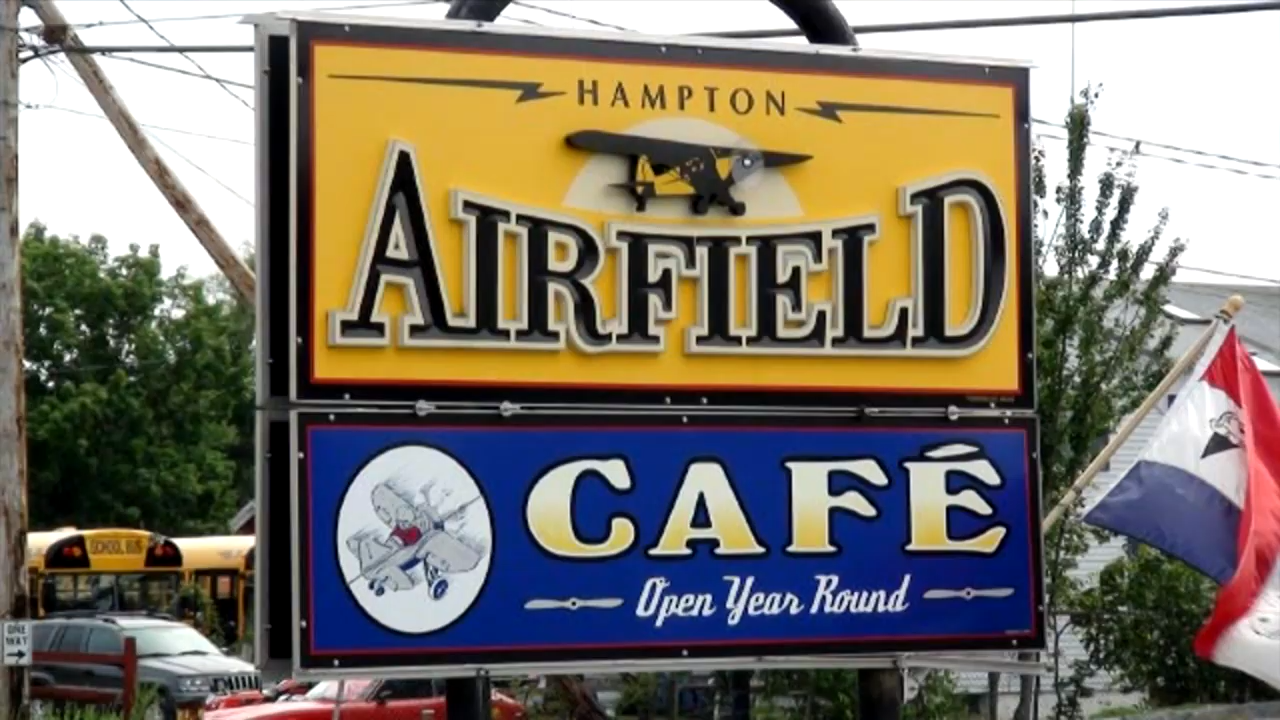 HAMPTON
AIRFIELD
CAFÉ
Open Year Round
SCHOOL BUS
ONE
WAY